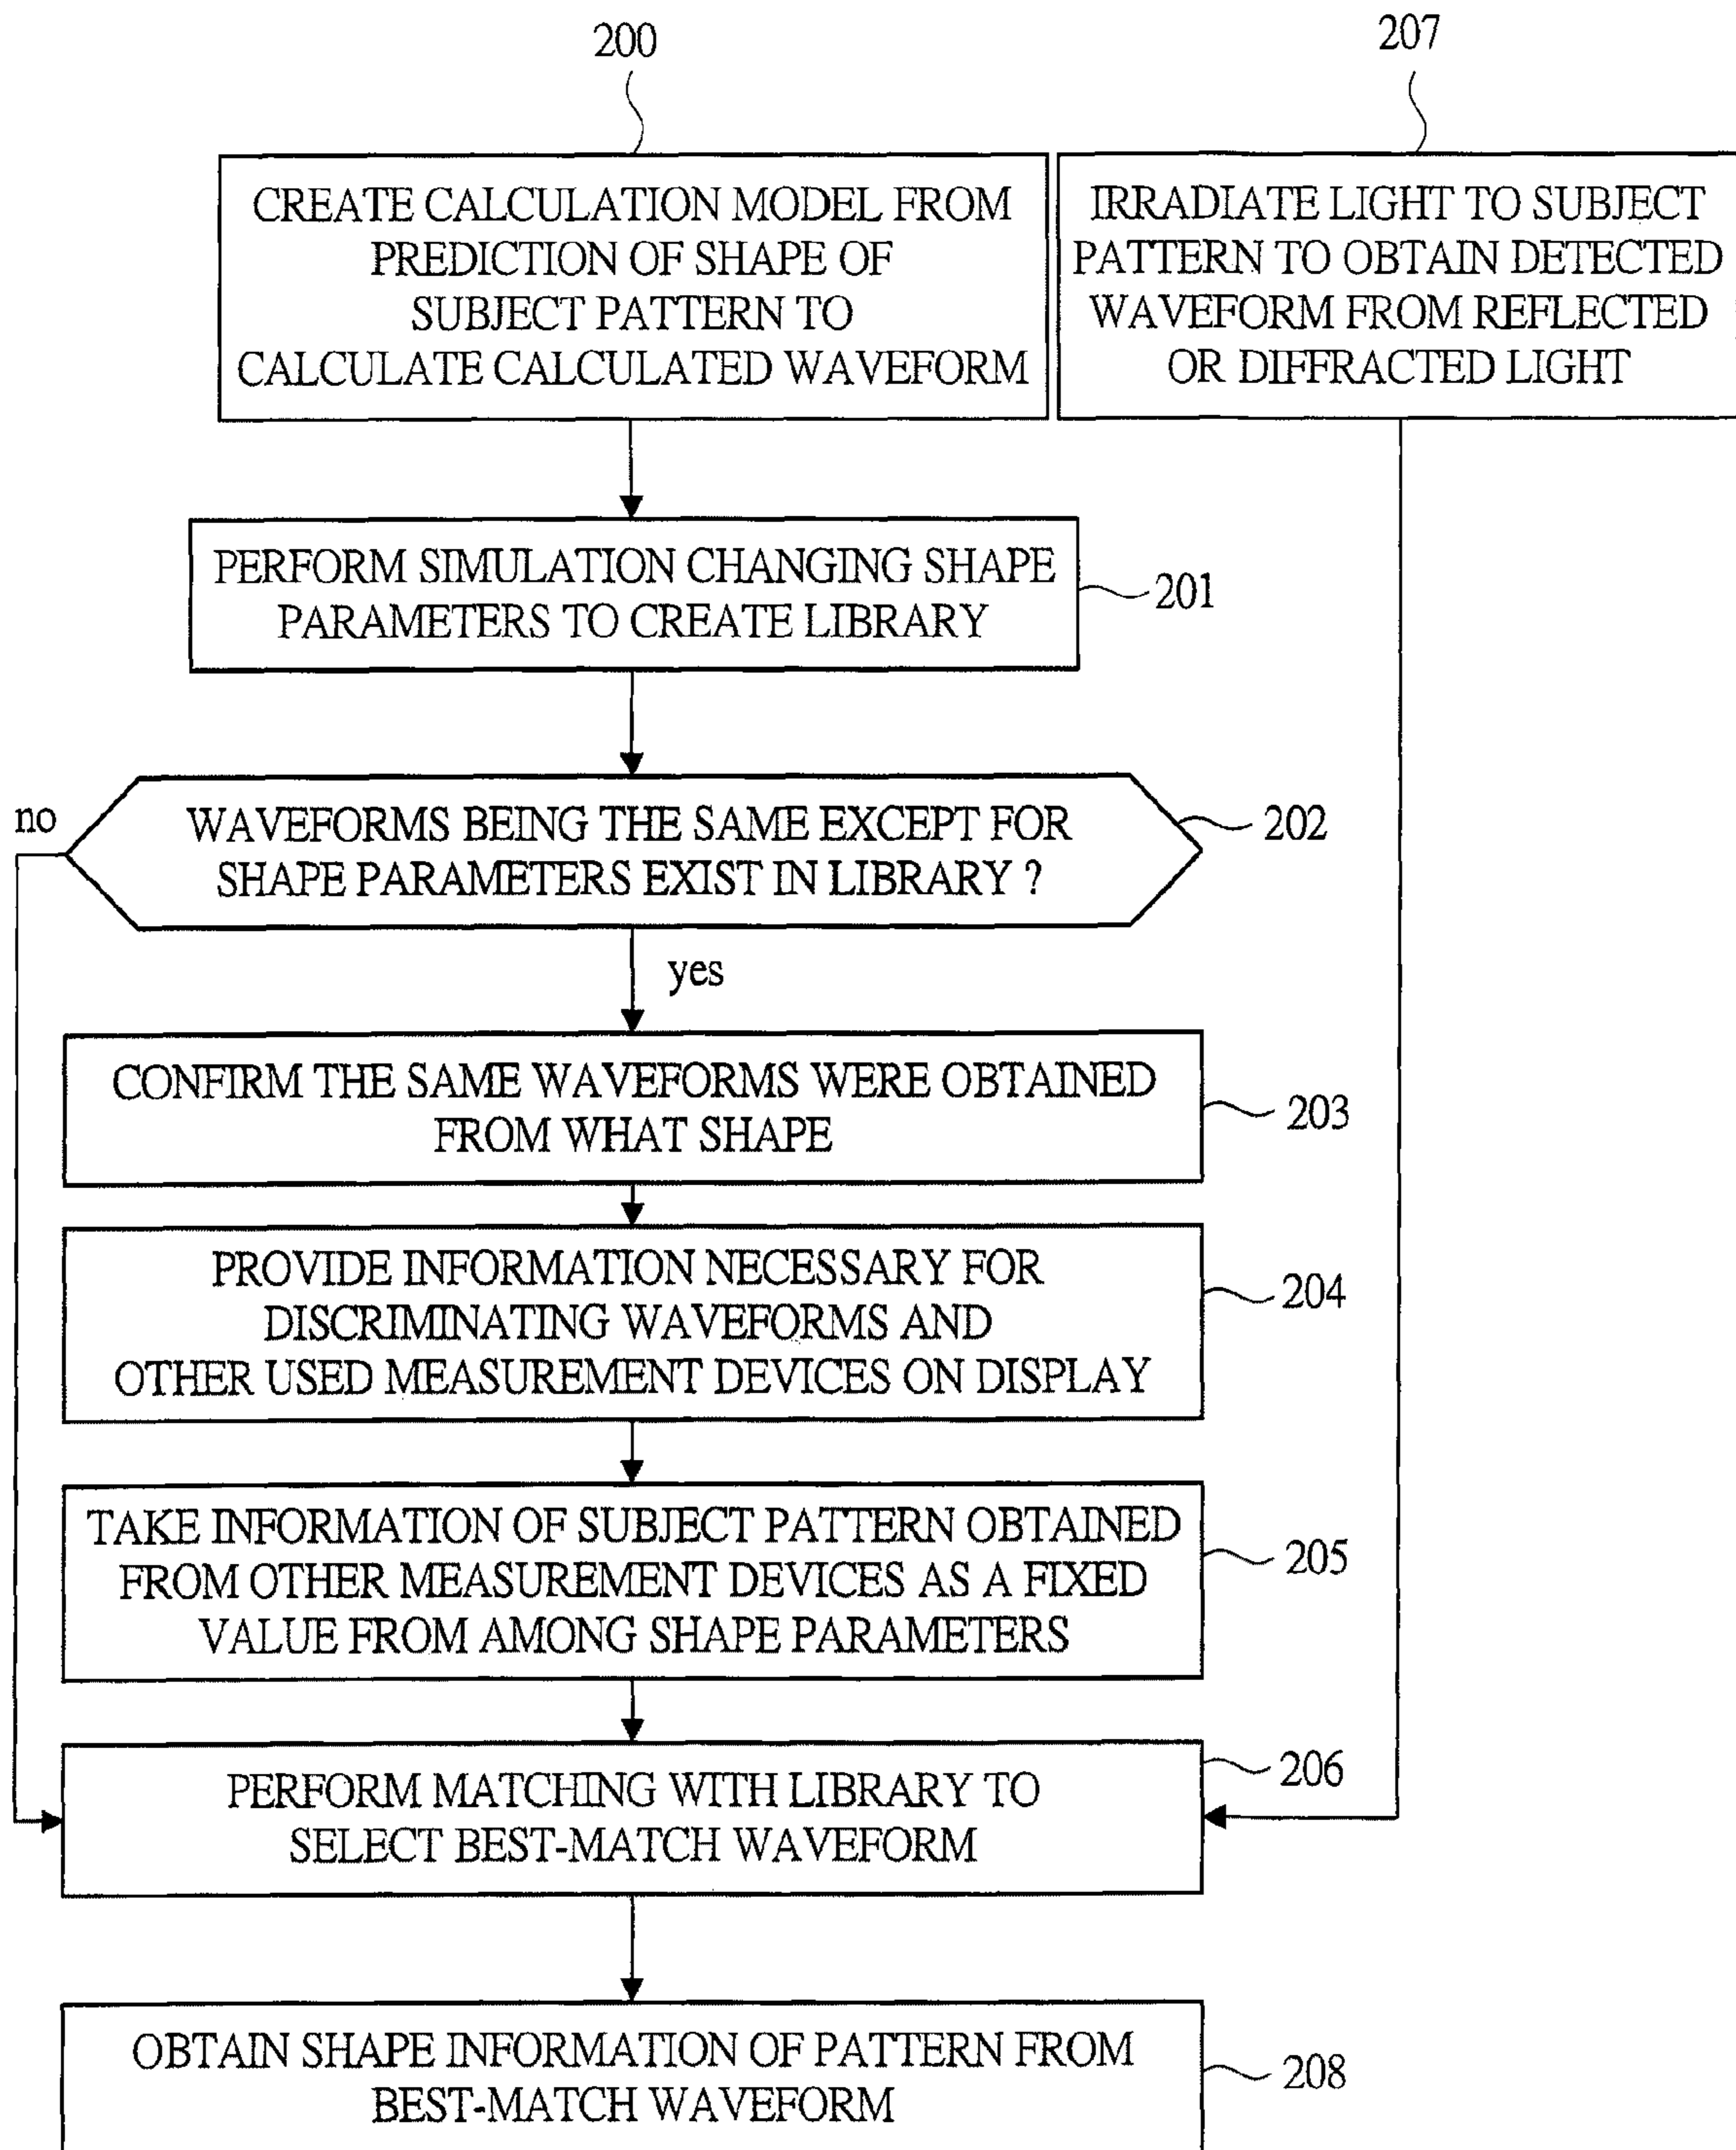 200
207
CREATE CALCULATION MODEL FROM
PREDICTION OF SHAPE OF
SUBJECT PATTERN TO
CALCULATE CALCULATED WAVEFORM
IRRADIATE LIGHT TO SUBJECT
PATTERN TO OBTAIN DETECTED
WAVEFORM FROM REFLECTED
OR DIFFRACTED LIGHT
PERFORM SIMULATION CHANGING SHAPE
PARAMETERS TO CREATE LIBRARY
201
no
WAVEFORMS BEING THE SAME EXCEPT FOR
SHAPE PARAMETERS EXIST IN LIBRARY ?
202
yes
CONFIRM THE SAME WAVEFORMS WERE OBTAINED
FROM WHAT SHAPE
203
PROVIDE INFORMATION NECESSARY FOR
DISCRIMINATING WAVEFORMS AND
OTHER USED MEASUREMENT DEVICES ON DISPLAY
204
TAKE INFORMATION OF SUBJECT PATTERN OBTAINED
FROM OTHER MEASUREMENT DEVICES AS A FIXED
VALUE FROM AMONG SHAPE PARAMETERS
205
PERFORM MATCHING WITH LIBRARY TO
SELECT BEST-MATCH WAVEFORM
206
OBTAIN SHAPE INFORMATION OF PATTERN FROM
BEST-MATCH WAVEFORM
208